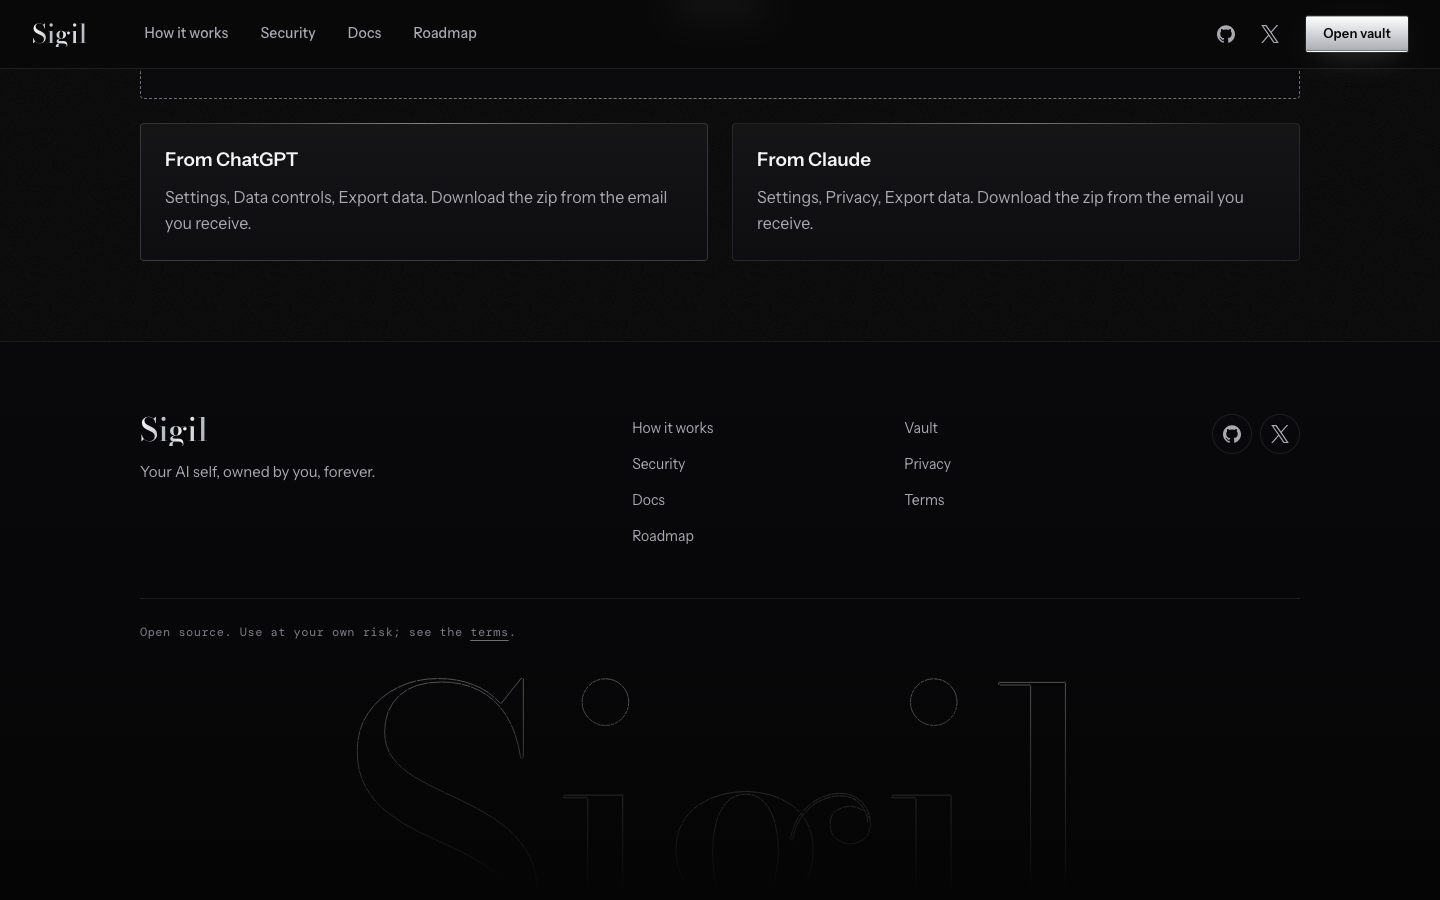 Sigil
How it works
Security
Docs
Roadmap
Open vault
From ChatGPT
Settings, Data controls, Export data. Download the zip from the email
you receive.
From Claude
Settings, Privacy, Export data. Download the zip from the email you
receive.
Sigil
Your AI self, owned by you, forever.
How it works
Security
Docs
Roadmap
Vault
Privacy
Terms
Open source. Use at your own risk; see the terms.
Sigil